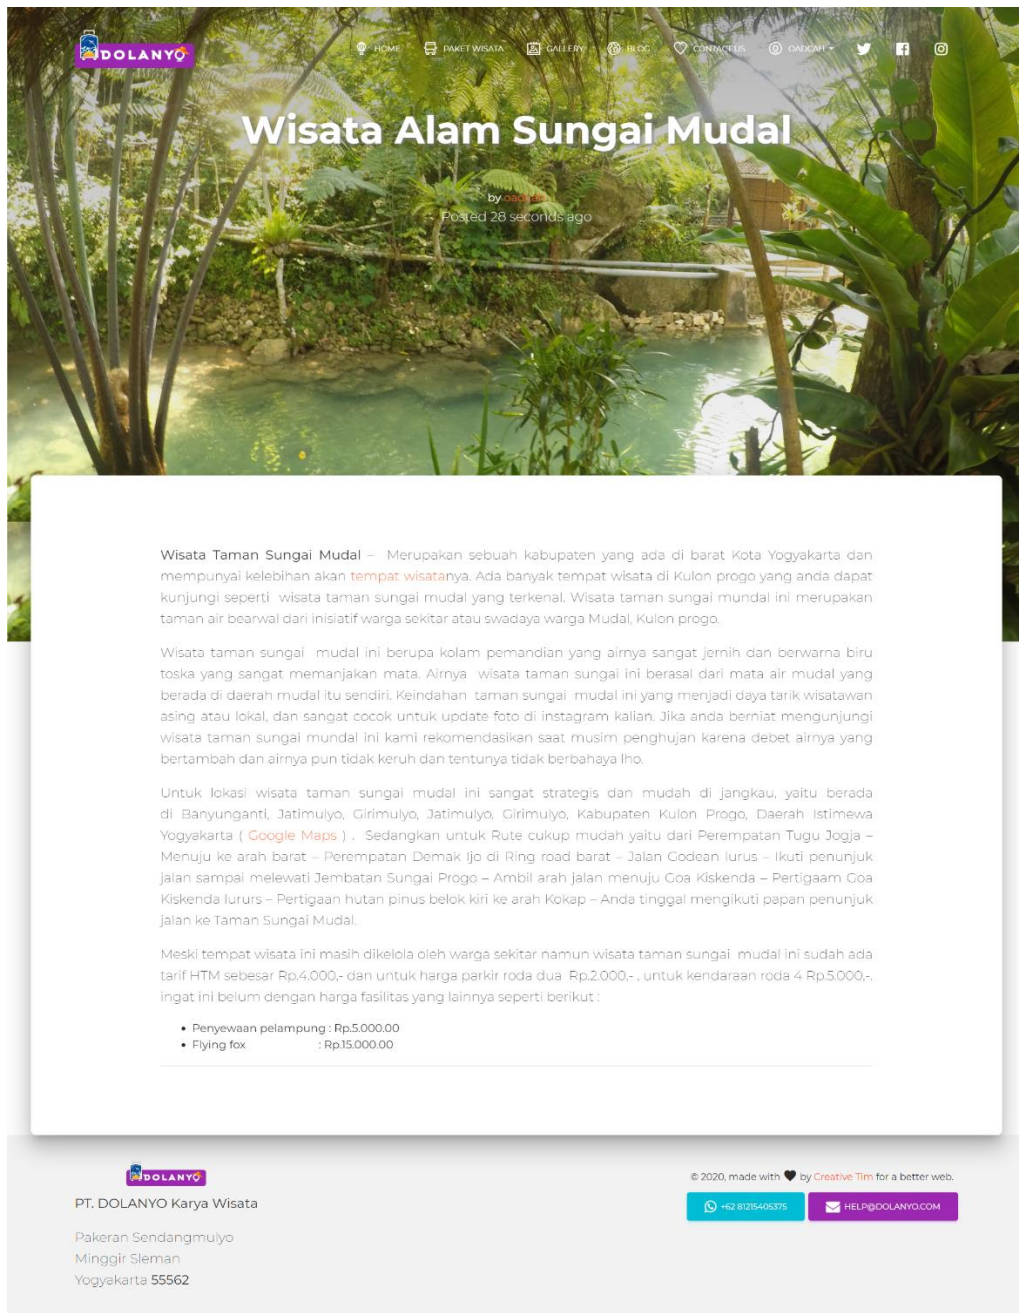 DOLANYO
HOME PAKET WISATA GALLERY BLOG CONTACT US OADCAH
Wisata Alam Sungai Mudal
by oadcah
Posted 28 seconds ago
Wisata Taman Sungai Mudal – Merupakan sebuah kabupaten yang ada di barat Kota Yogyakarta dan
mempunyai kelebihan akan tempat wisatanya. Ada banyak tempat wisata di Kulon progo yang anda dapat
kunjungi seperti wisata taman sungai mudal yang terkenal. Wisata taman sungai mundal ini merupakan
taman air bearwal dari inisiatif warga sekitar atau swadaya warga Mudal, Kulon progo.
Wisata taman sungai mudal ini berupa kolam pemandian yang airnya sangat jernih dan berwarna biru
toska yang sangat memanjakan mata. Airnya wisata taman sungai ini berasal dari mata air mudal yang
berada di daerah mudal itu sendiri. Keindahan taman sungai mudal ini yang menjadi daya tarik wisatawan
asing atau lokal, dan sangat cocok untuk update foto di instagram kalian. Jika anda berniat mengunjungi
wisata taman sungai mundal ini kami rekomendasikan saat musim penghujan karena debet airnya yang
bertambah dan airnya pun tidak keruh dan tentunya tidak berbahaya lho.
Untuk lokasi wisata taman sungai mudal ini sangat strategis dan mudah di jangkau, yaitu berada
di Banyunganti, Jatimulyo, Girimulyo, Jatimulyo, Girimulyo, Kabupaten Kulon Progo, Daerah Istimewa
Yogyakarta ( Google Maps ) . Sedangkan untuk Rute cukup mudah yaitu dari Perempatan Tugu Jogja –
Menuju ke arah barat – Perempatan Demak Ijo di Ring road barat – Jalan Godean lurus – Ikuti penunjuk
jalan sampai melewati Jembatan Sungai Progo – Ambil arah jalan menuju Goa Kiskenda – Pertigaam Goa
Kiskenda lururs – Pertigaan hutan pinus belok kiri ke arah Kokap – Anda tinggal mengikuti papan penunjuk
jalan ke Taman Sungai Mudal.
Meski tempat wisata ini masih dikelola oleh warga sekitar namun wisata taman sungai mudal ini sudah ada
tarif HTM sebesar Rp.4.000,- dan untuk harga parkir roda dua Rp.2.000,- , untuk kendaraan roda 4 Rp.5.000,-.
ingat ini belum dengan harga fasilitas yang lainnya seperti berikut :
• Penyewaan pelampung : Rp.5.000.00
• Flying fox : Rp.15.000.00
DOLANYO
PT. DOLANYO Karya Wisata
Pakeran Sendangmulyo
Minggir Sleman
Yogyakarta 55562
© 2020, made with ♥ by Creative Tim for a better web.
+62 81215405375 HELP@DOLANYO.COM